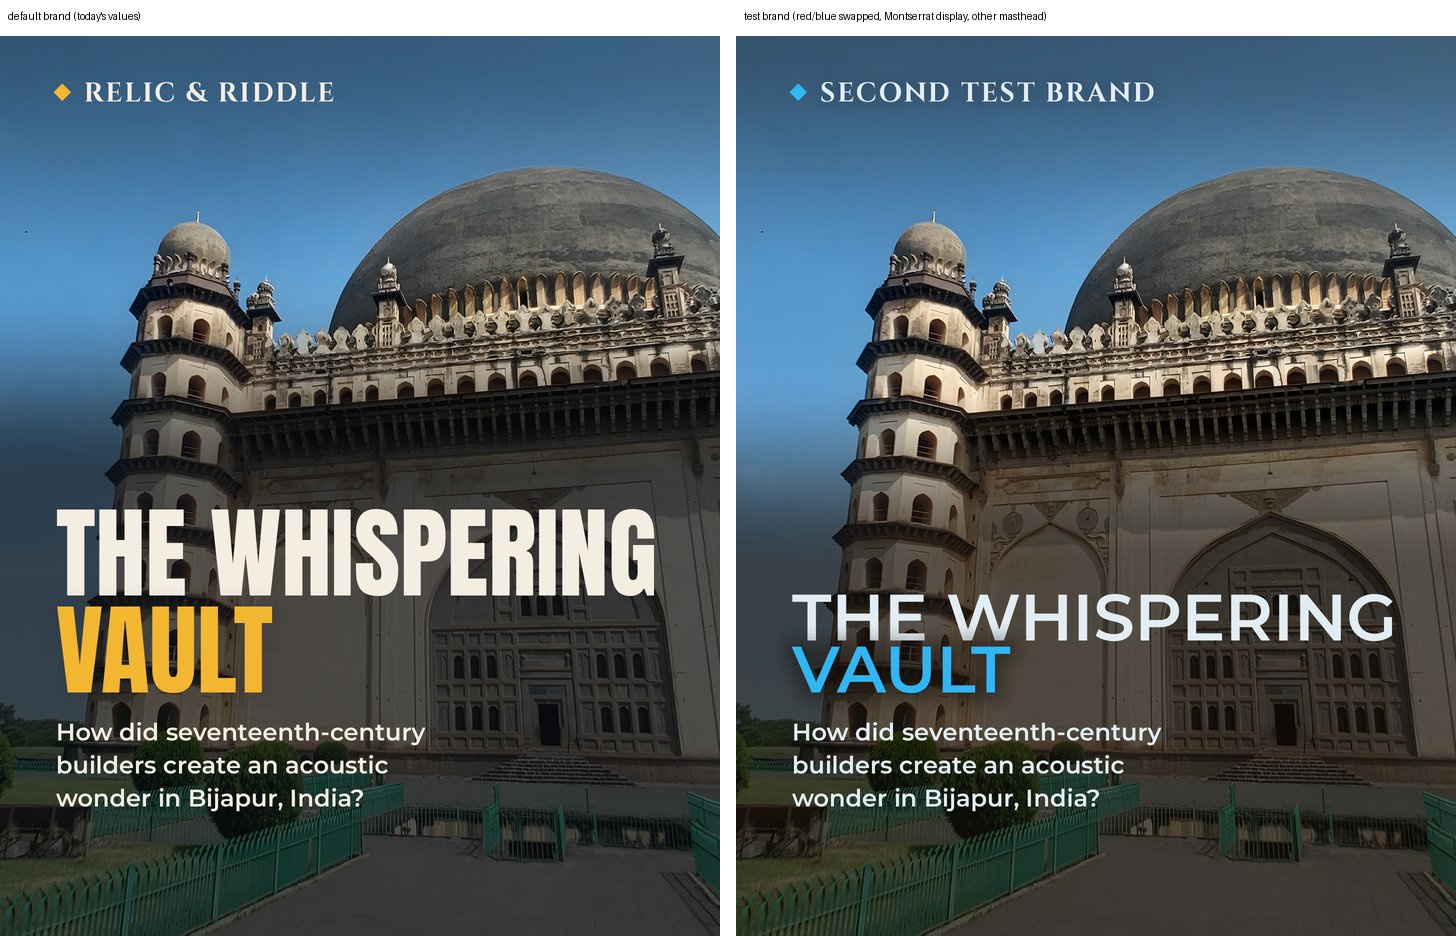 default brand (today's values)
RELIC & RIDDLE
THE WHISPERING
VAULT
How did seventeenth-century
builders create an acoustic
wonder in Bijapur, India?
test brand (red/blue swapped, Montserrat display, other masthead)
SECOND TEST BRAND
THE WHISPERING
VAULT
How did seventeenth-century
builders create an acoustic
wonder in Bijapur, India?